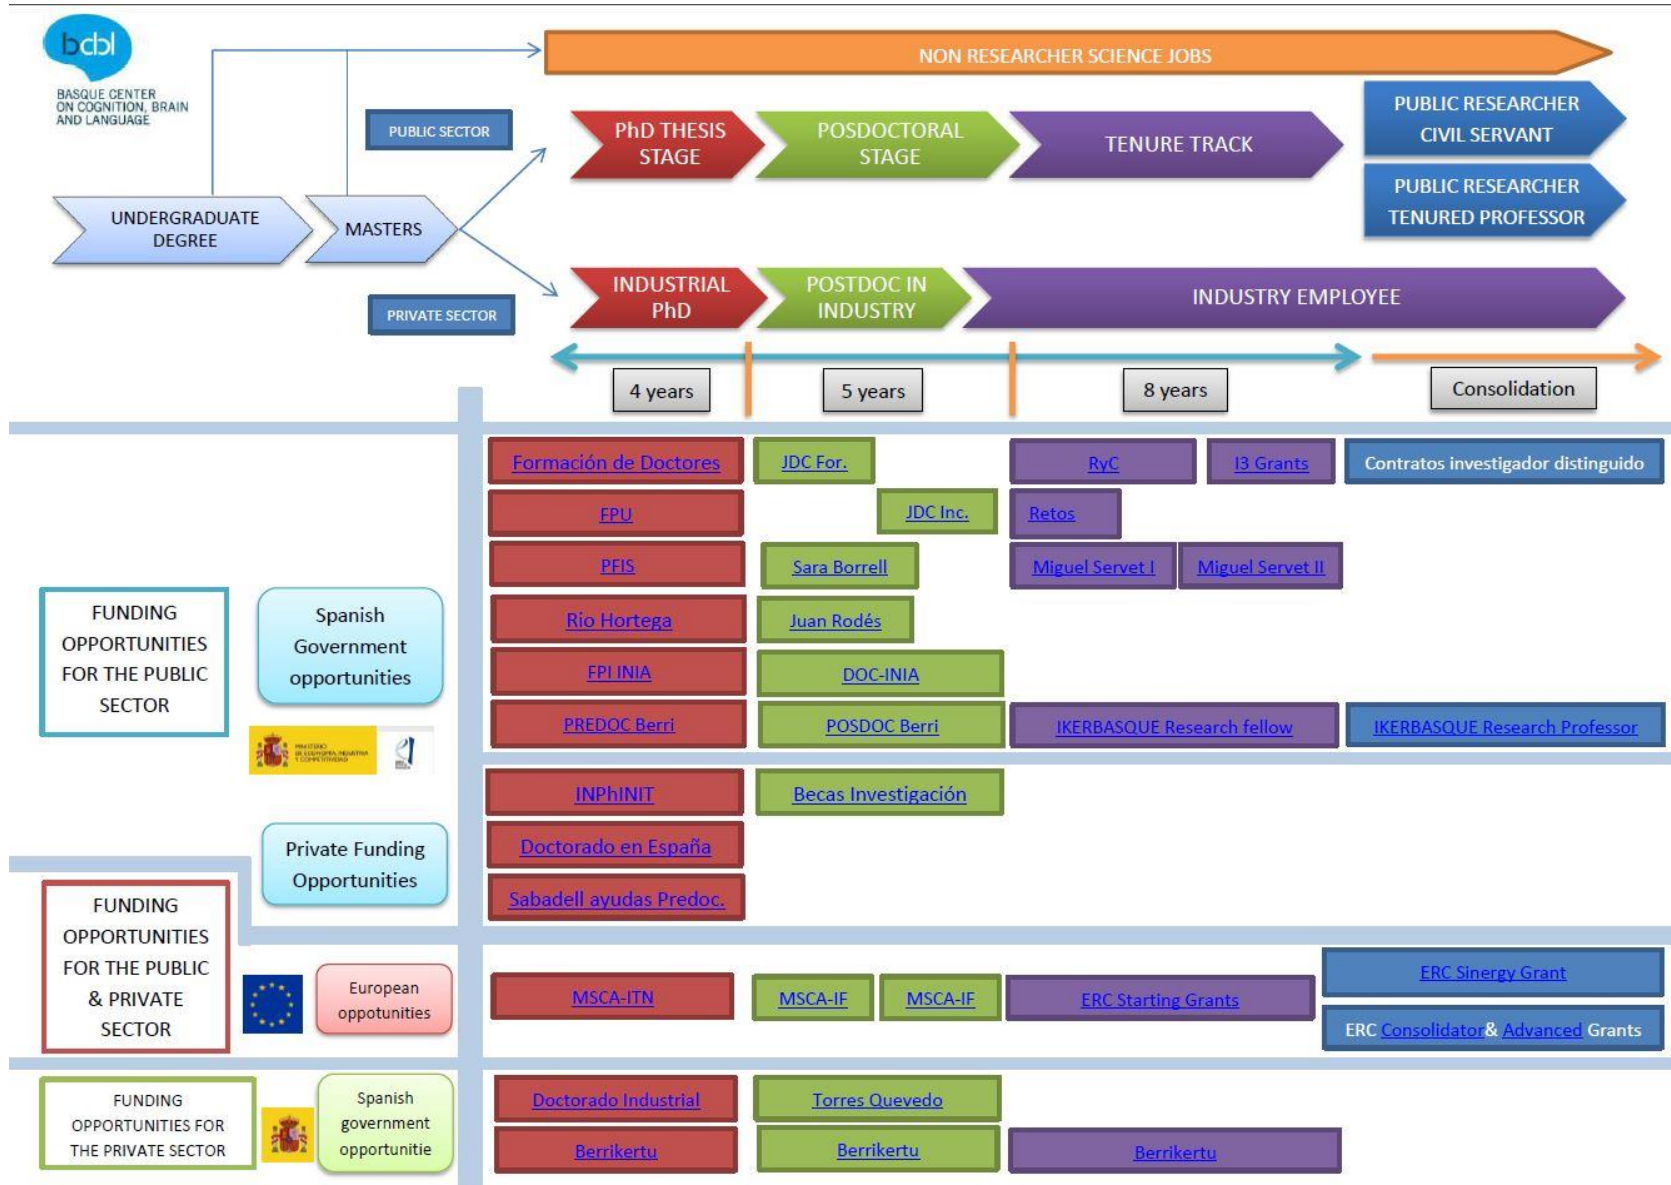 bcbl
BASQUE CENTER
ON COGNITION, BRAIN
AND LANGUAGE
NON RESEARCHER SCIENCE JOBS
PUBLIC SECTOR
PhD THESIS
STAGE
POSDOCTORAL
STAGE
TENURE TRACK
PUBLIC RESEARCHER
CIVIL SERVANT
PUBLIC RESEARCHER
TENURED PROFESSOR
UNDERGRADUATE
DEGREE
MASTERS
PRIVATE SECTOR
INDUSTRIAL
PhD
POSTDOC IN
INDUSTRY
INDUSTRY EMPLOYEE
4 years
5 years
8 years
Consolidation
FUNDING
OPPORTUNITIES
FOR THE PUBLIC
SECTOR
Spanish
Government
opportunities
MINISTERIO
DE ECONOMÍA, INDUSTRIA
Y COMPETITIVIDAD
Formación de Doctores
JDC For.
RyC
I3 Grants
Contratos investigador distinguido
FPU
JDC Inc.
Retos
PFIS
Sara Borrell
Miguel Servet I
Miguel Servet II
Rio Hortega
Juan Rodés
FPI INIA
DOC-INIA
PREDOC Berri
POSDOC Berri
IKERBASQUE Research fellow
IKERBASQUE Research Professor
Private Funding
Opportunities
INPhINIT
Becas Investigación
Doctorado en España
Sabadell ayudas Predoc.
FUNDING
OPPORTUNITIES
FOR THE PUBLIC
& PRIVATE
SECTOR
European
oppotunities
MSCA-ITN
MSCA-IF
MSCA-IF
ERC Starting Grants
ERC Sinergy Grant
ERC Consolidator& Advanced Grants
FUNDING
OPPORTUNITIES FOR
THE PRIVATE SECTOR
Spanish
government
opportunitie
Doctorado Industrial
Torres Quevedo
Berrikertu
Berrikertu
Berrikertu